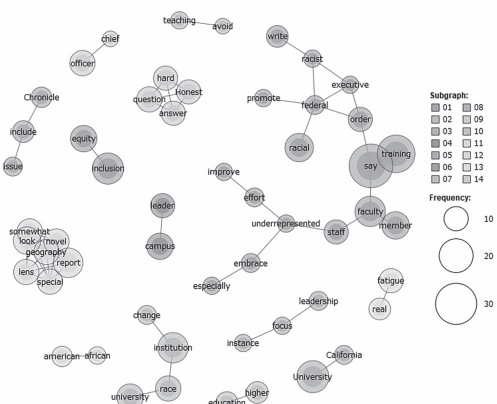 teaching
avoid
chief
officer
write
racist
hard
Honest
question
answer
executive
Chronicle
promote
federal
order
include
equity
racial
training
say
issue
inclusion
improve
effort
leader
underrepresented
faculty
member
staff
campus
somewhat
look
novel
geography
report
lens
special
embrace
especially
fatigue
real
leadership
change
focus
instance
institution
american
african
California
University
race
university
higher
education
Subgraph:
01 08
02 09
03 10
04 11
05 12
06 13
07 14
Frequency:
10
20
30